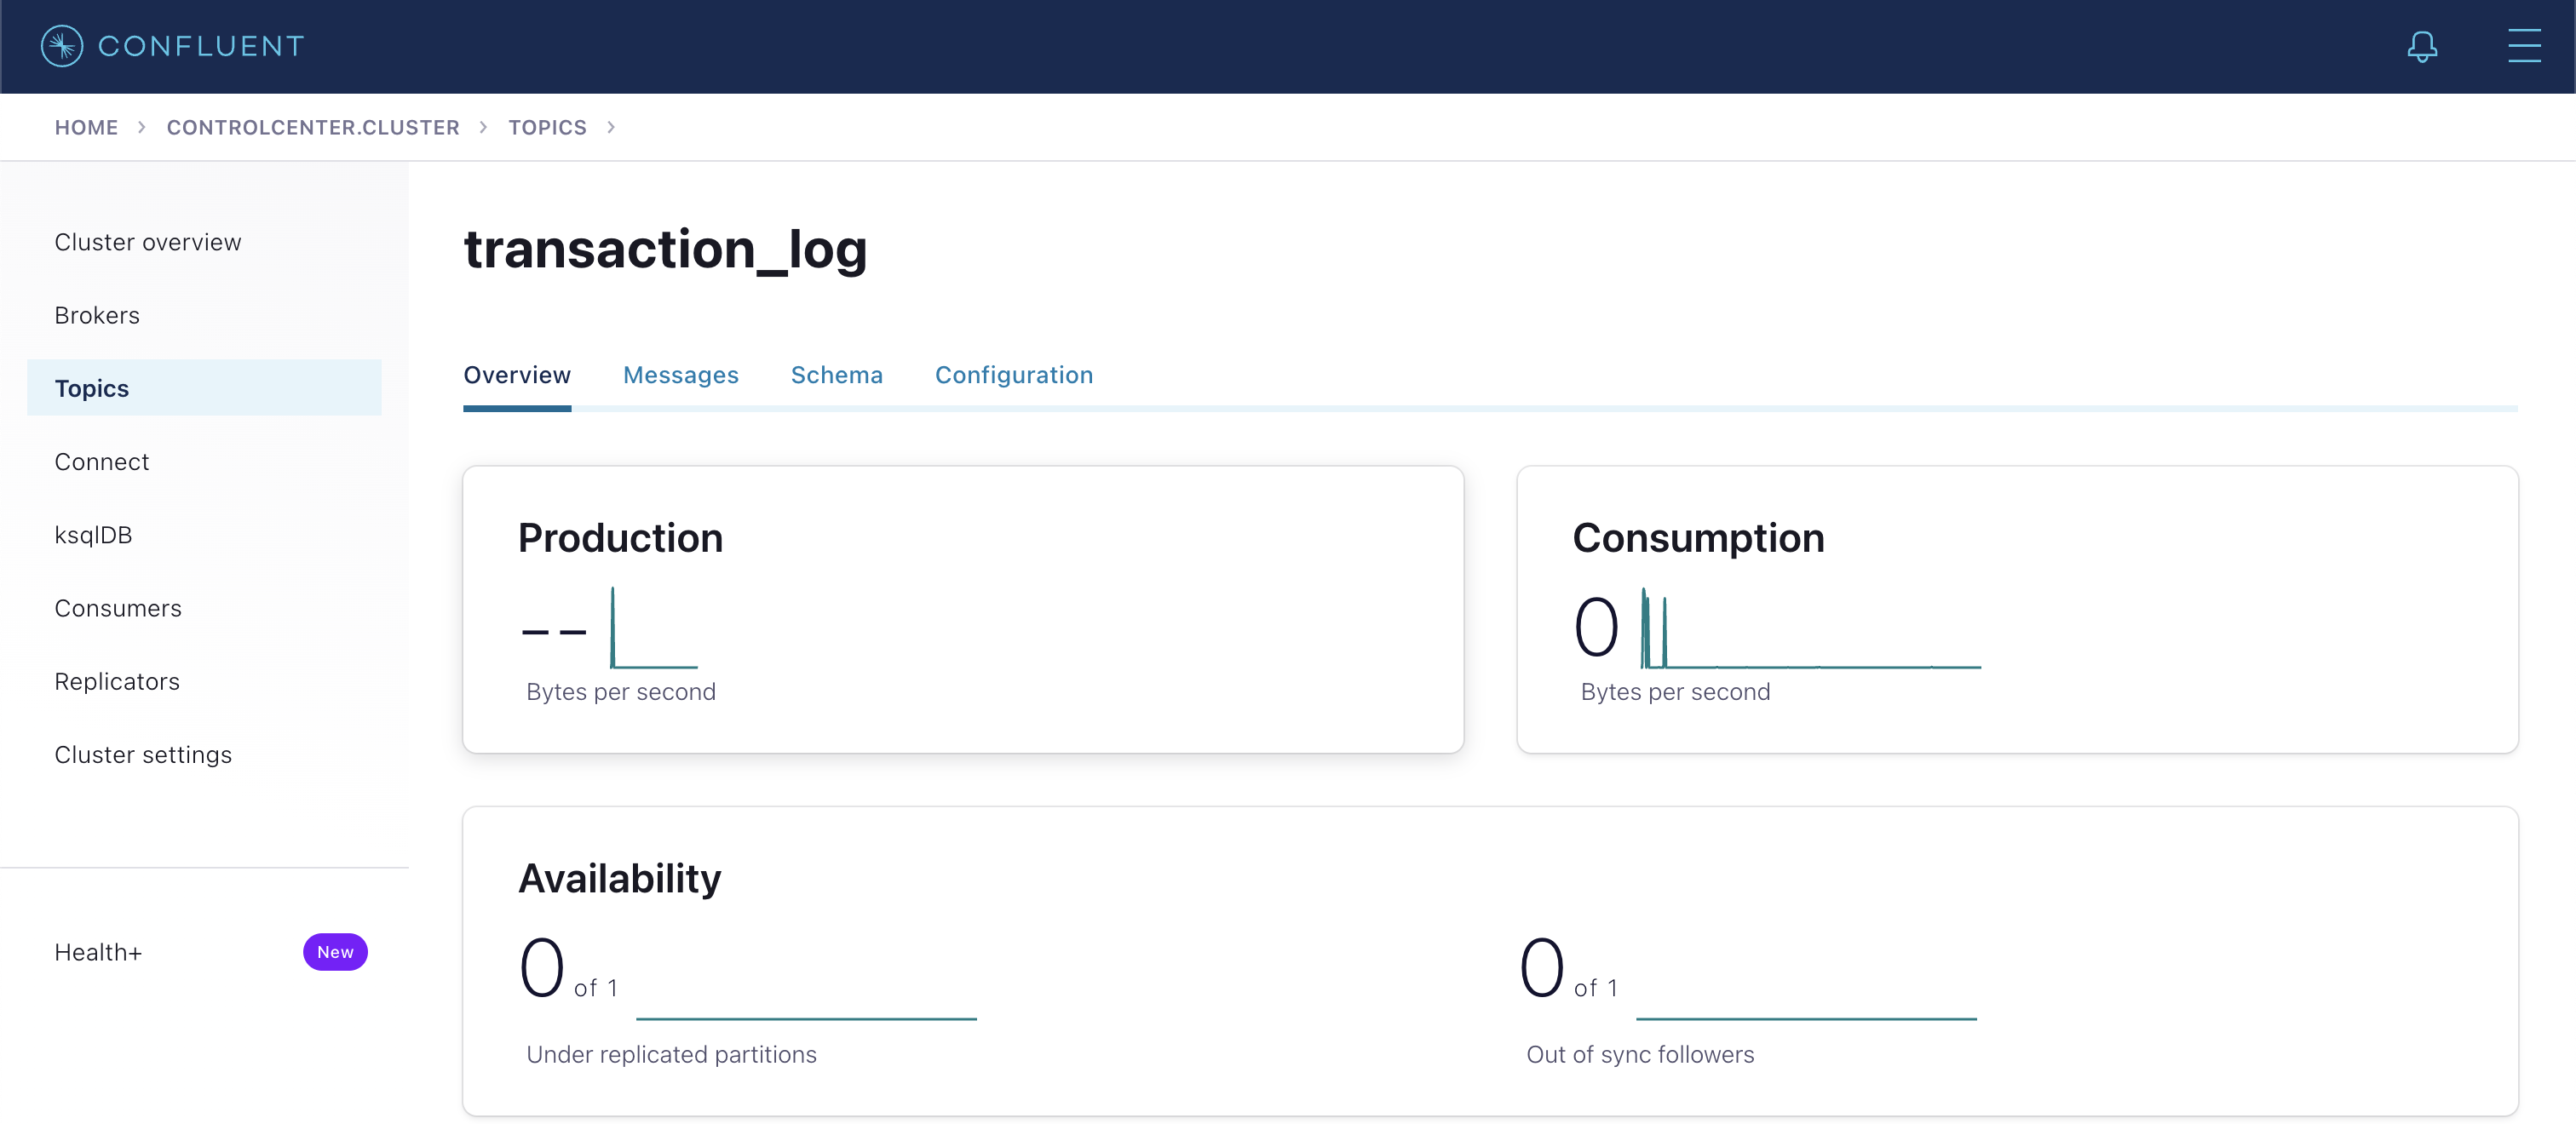 CONFLUENT
HOME > CONTROLCENTER.CLUSTER > TOPICS >
Cluster overview
Brokers
Topics
Connect
ksqlDB
Consumers
Replicators
Cluster settings
Health+ New
transaction_log
Overview Messages Schema Configuration
Production
--
Bytes per second
Consumption
0
Bytes per second
Availability
0 of 1
Under replicated partitions
0 of 1
Out of sync followers